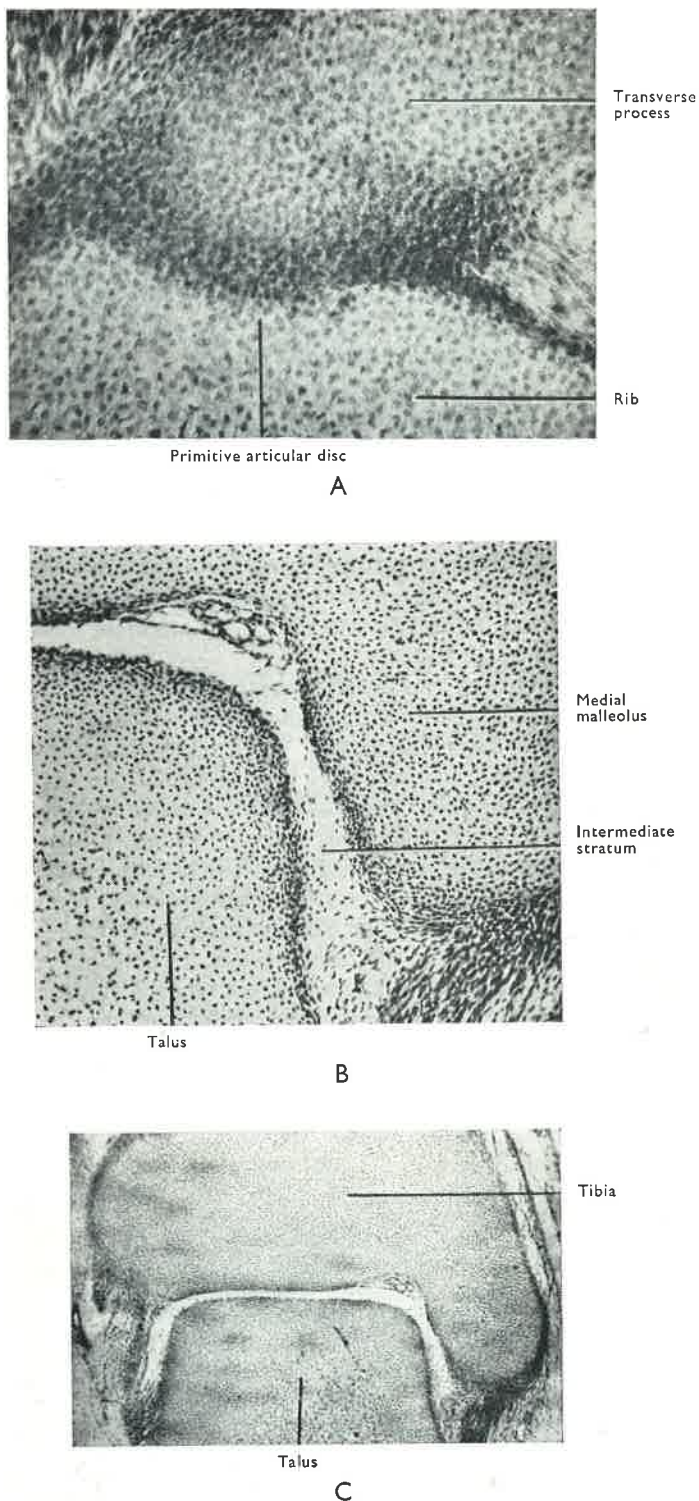 Transverse
process
Rib
Primitive articular disc
A
Medial
malleolus
Intermediate
stratum
Talus
B
Tibia
Talus
C